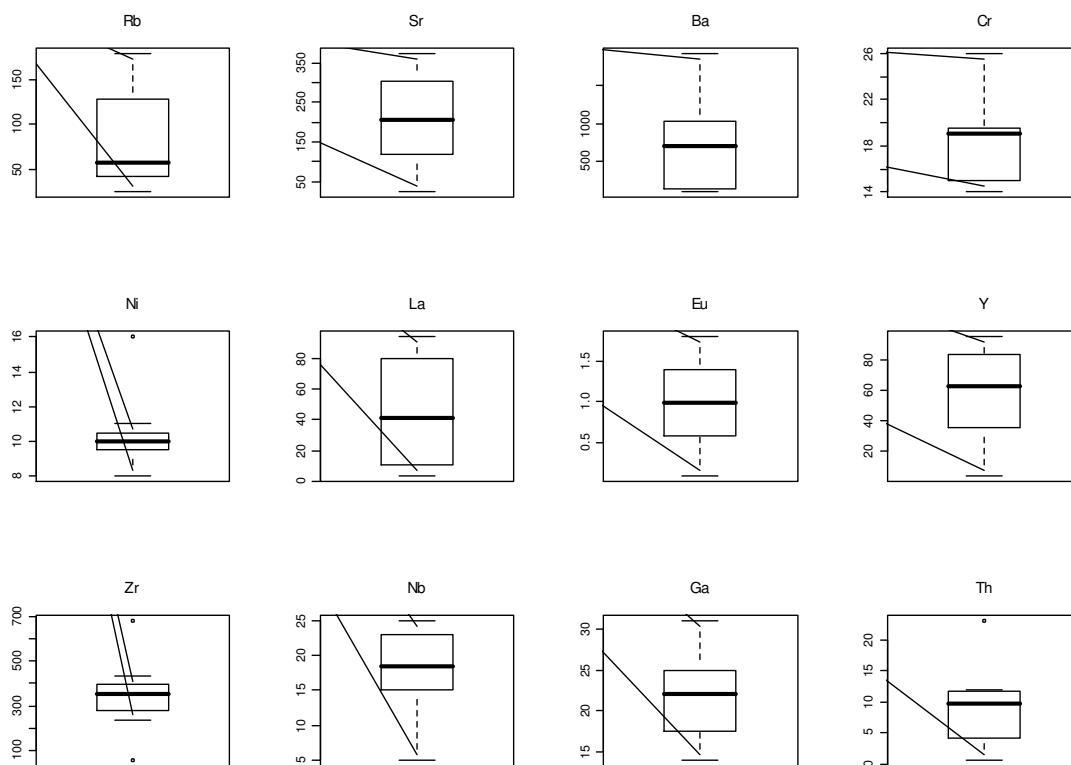 Rb Sr Ba Cr
150 100 50
350 250 150 50
1000 500
26 22 18 14
Ni La Eu Y
16 14 12 10 8
80 60 40 20 0
1.5 1.0 0.5
80 60 40 20
Zr Nb Ga Th
700 500 300 100
25 20 15 10 5
30 25 20 15
20 15 10 5 0